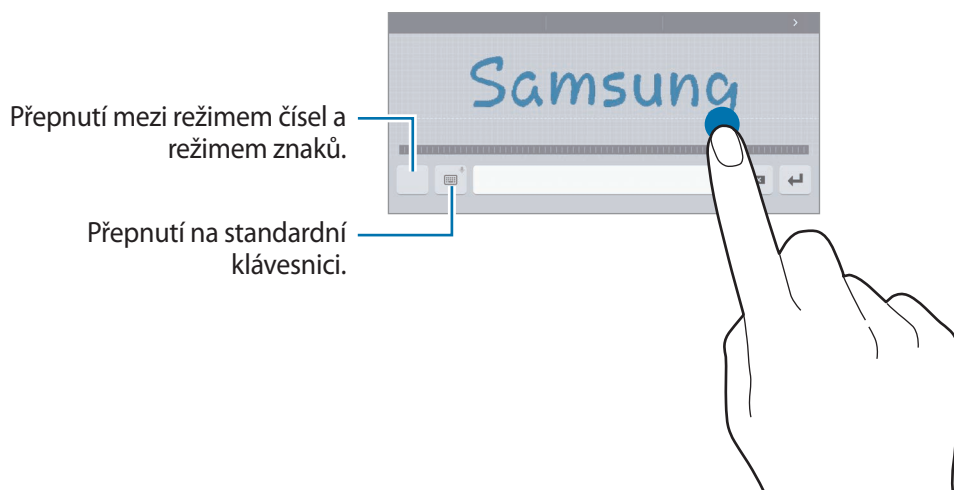 Samsung
Přepnutí mezi režimem čísel a
režimem znaků.
Přepnutí na standardní
klávesnici.